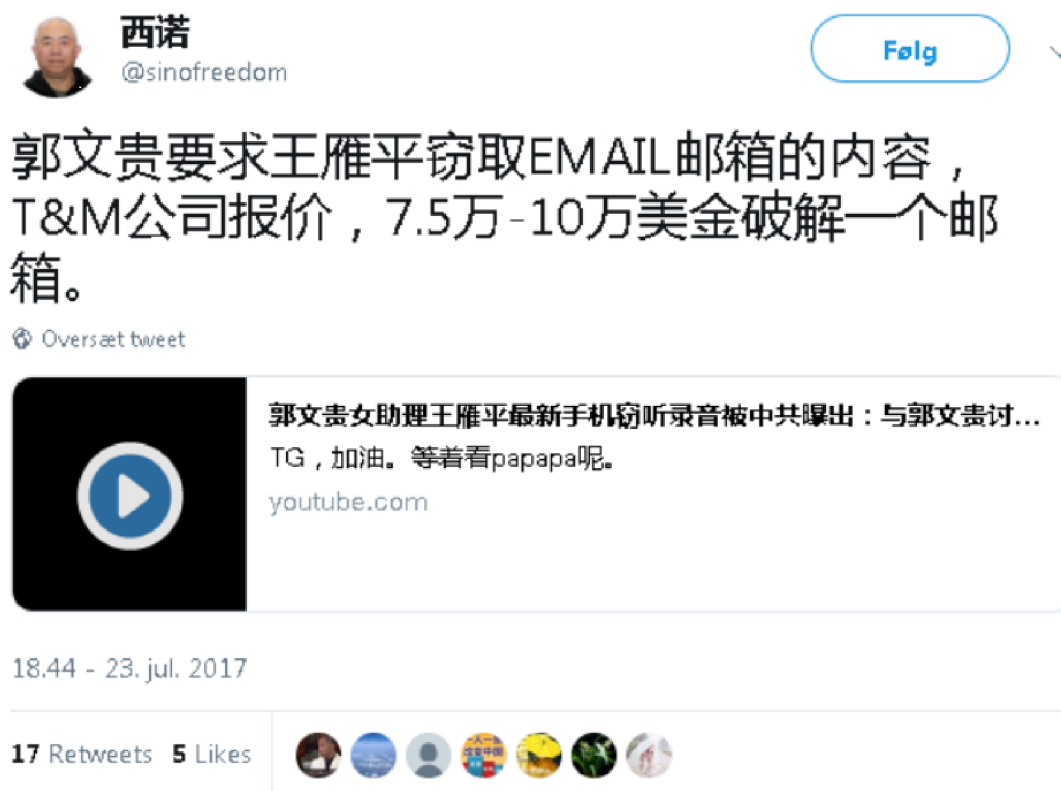 西诺
@sinofreedom
Følg
郭文贵要求王雁平窃取EMAIL邮箱的内容，
T&M公司报价，7.5万-10万美金破解一个邮
箱。
Oversæt tweet
郭文贵女助理王雁平最新手机窃听录音被中共曝出：与郭文贵讨...
TG，加油。等着看papapa呢。
youtube.com
18.44 - 23. jul. 2017
17 Retweets 5 Likes